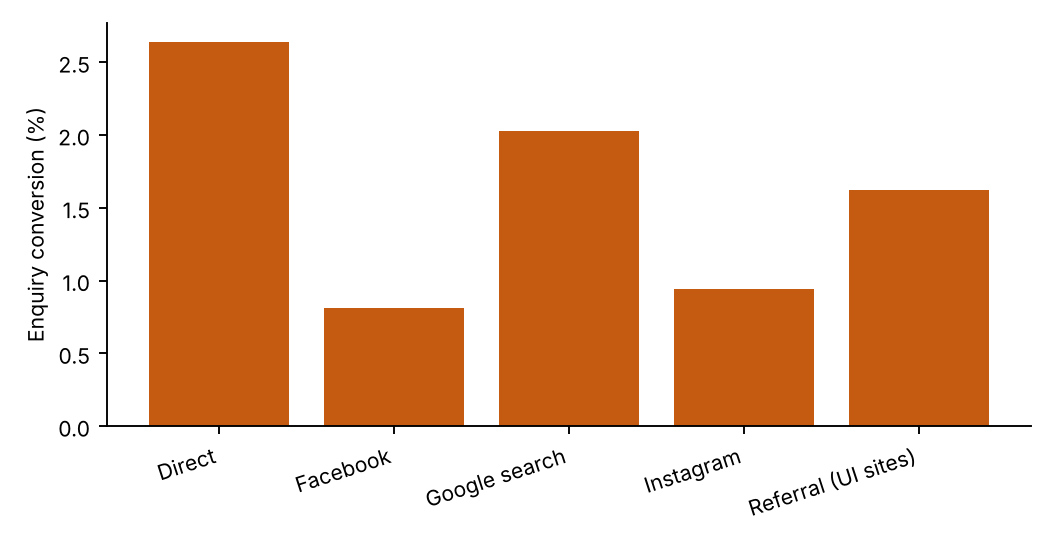 Enquiry conversion (%)
2.5
2.0
1.5
1.0
0.5
0.0
Direct
Facebook
Google search
Instagram
Referral (UI sites)